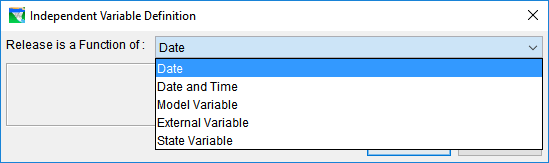 Independent Variable Definition
Release is a Function of : Date
Date
Date and Time
Model Variable
External Variable
State Variable